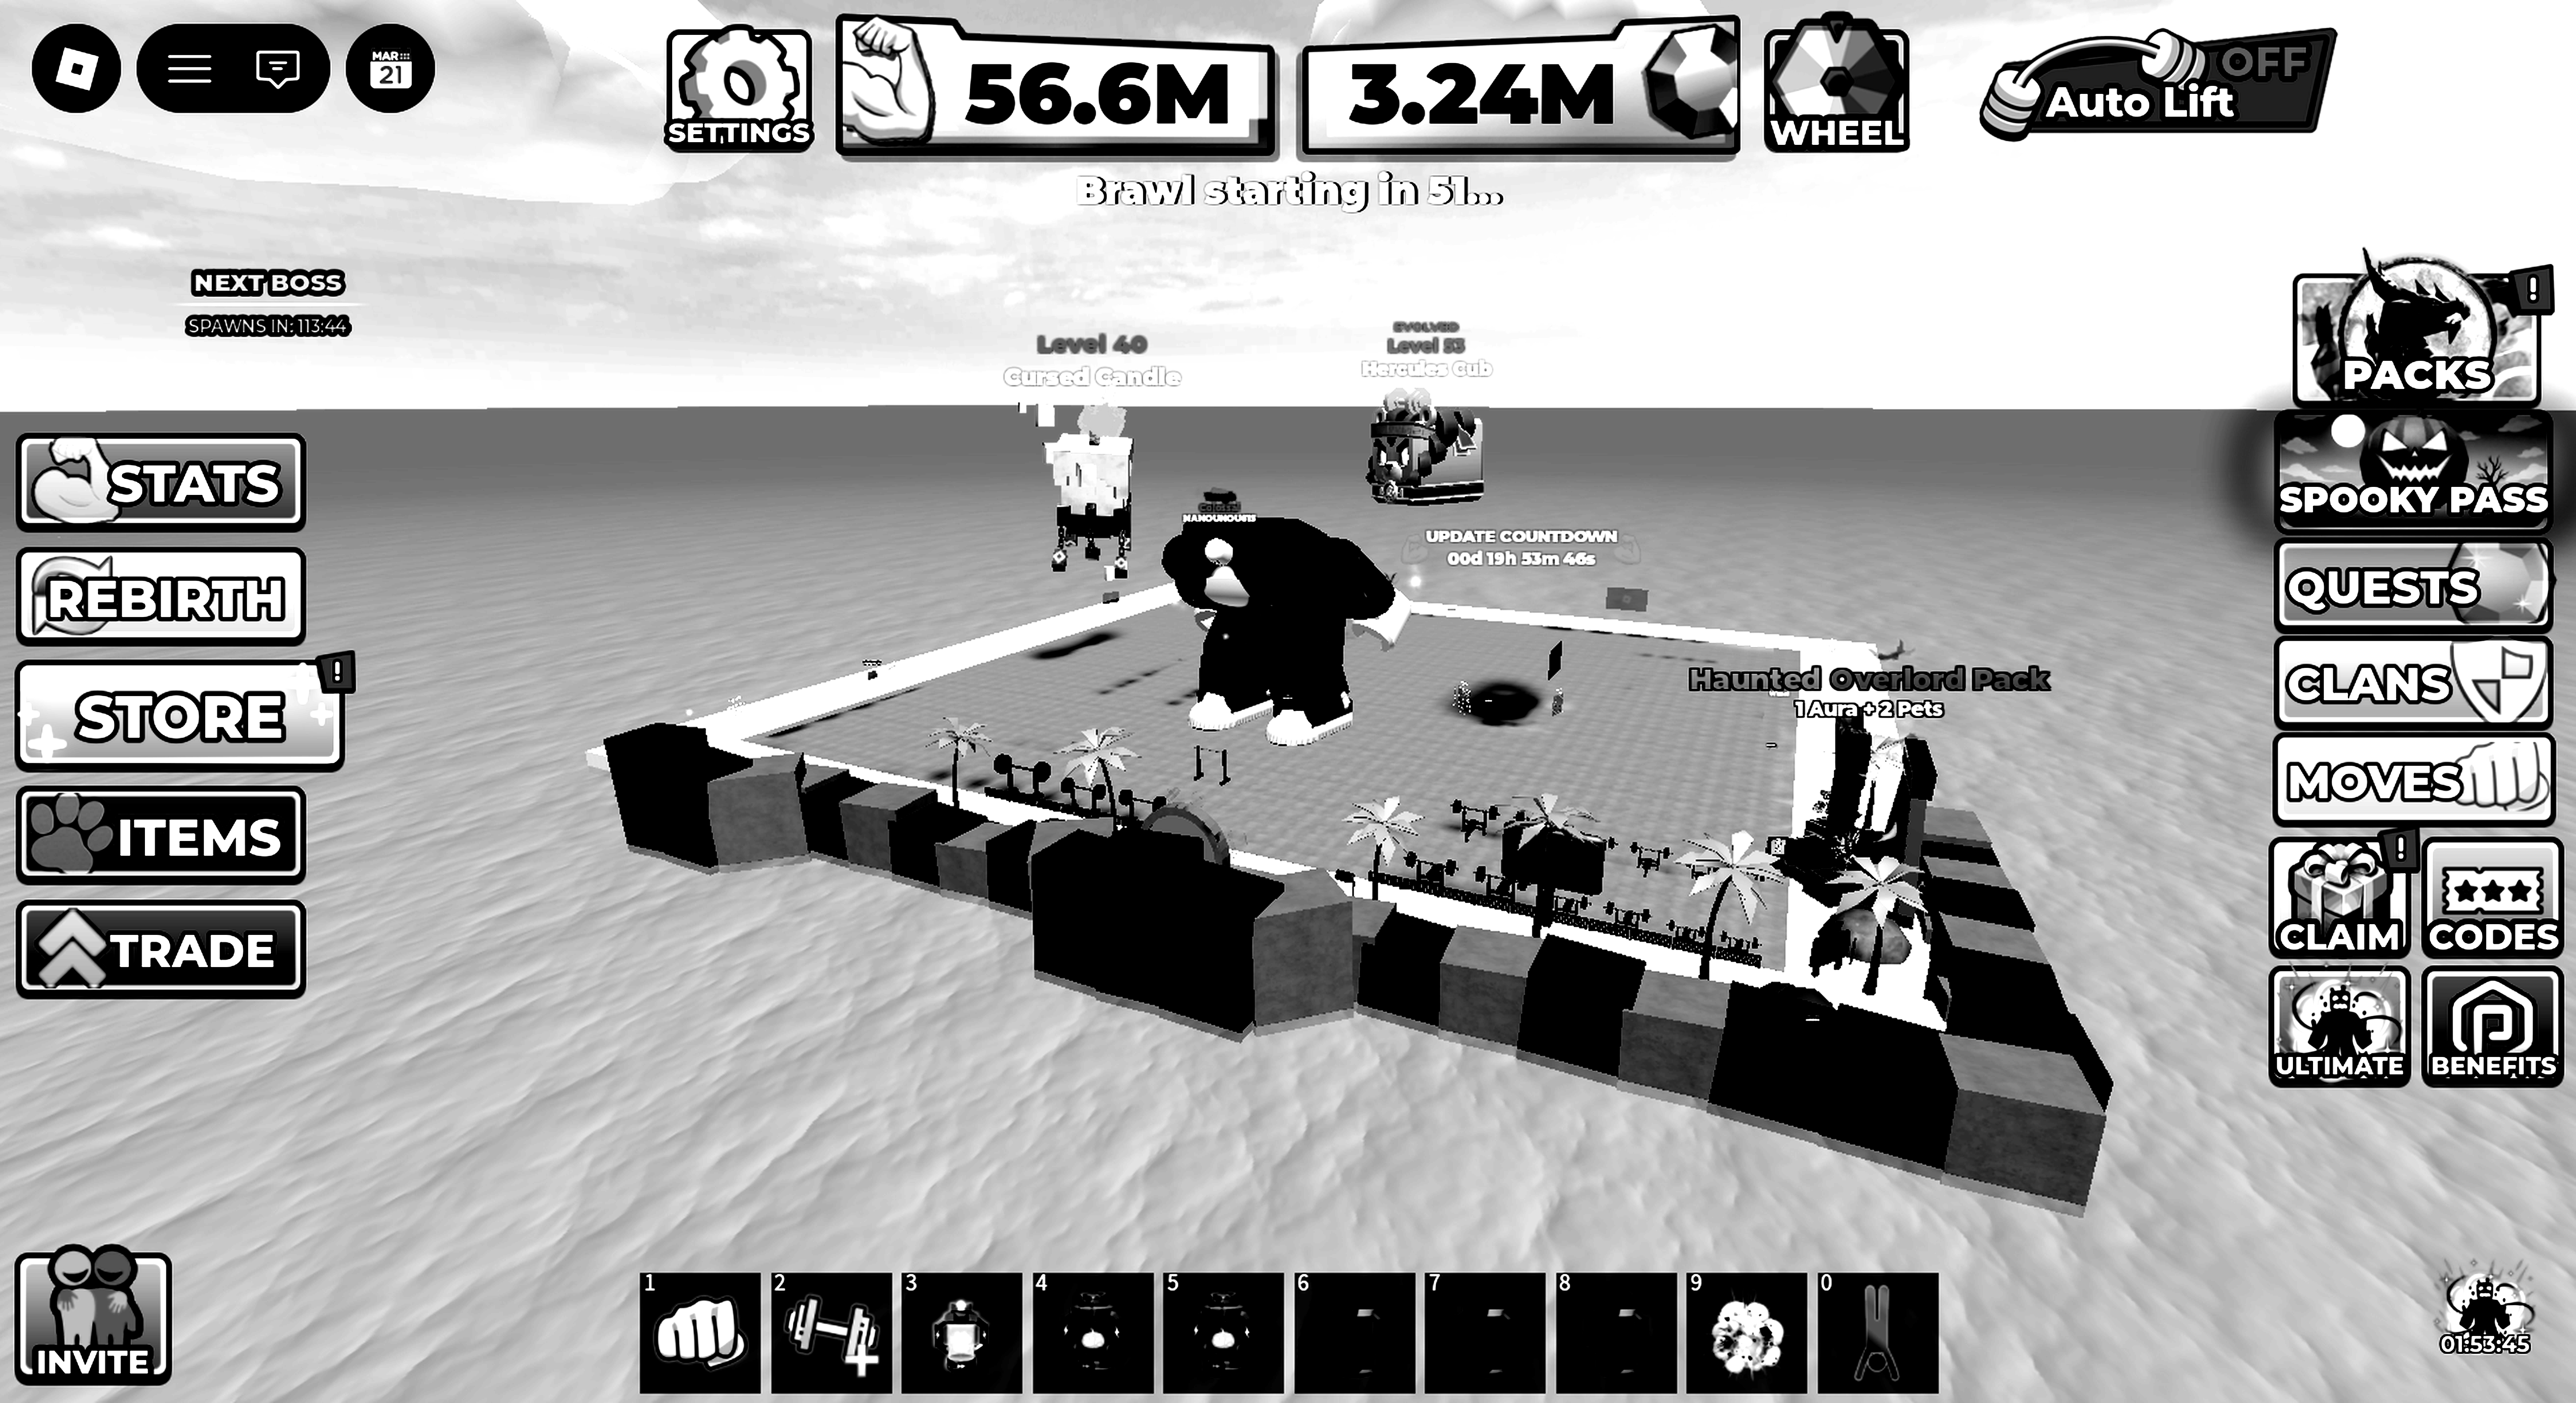 MAR
21
SETTINGS
56.6M
3.24M
WHEEL
OFF
Auto Lift
Brawl starting in 51...
NEXT BOSS
SPAWNS IN: 113:44
Level 40
Cursed Candle
EVOLVED
Level 53
Hercules Cub
PACKS
SPOOKY PASS
STATS
REBIRTH
STORE
ITEMS
TRADE
UPDATE COUNTDOWN
00d 19h 53m 46s
QUESTS
CLANS
MOVES
Haunted Overlord Pack
1 Aura + 2 Pets
CLAIM
CODES
ULTIMATE
BENEFITS
INVITE
1
2
3
4
5
6
7
8
9
0
01:53:45